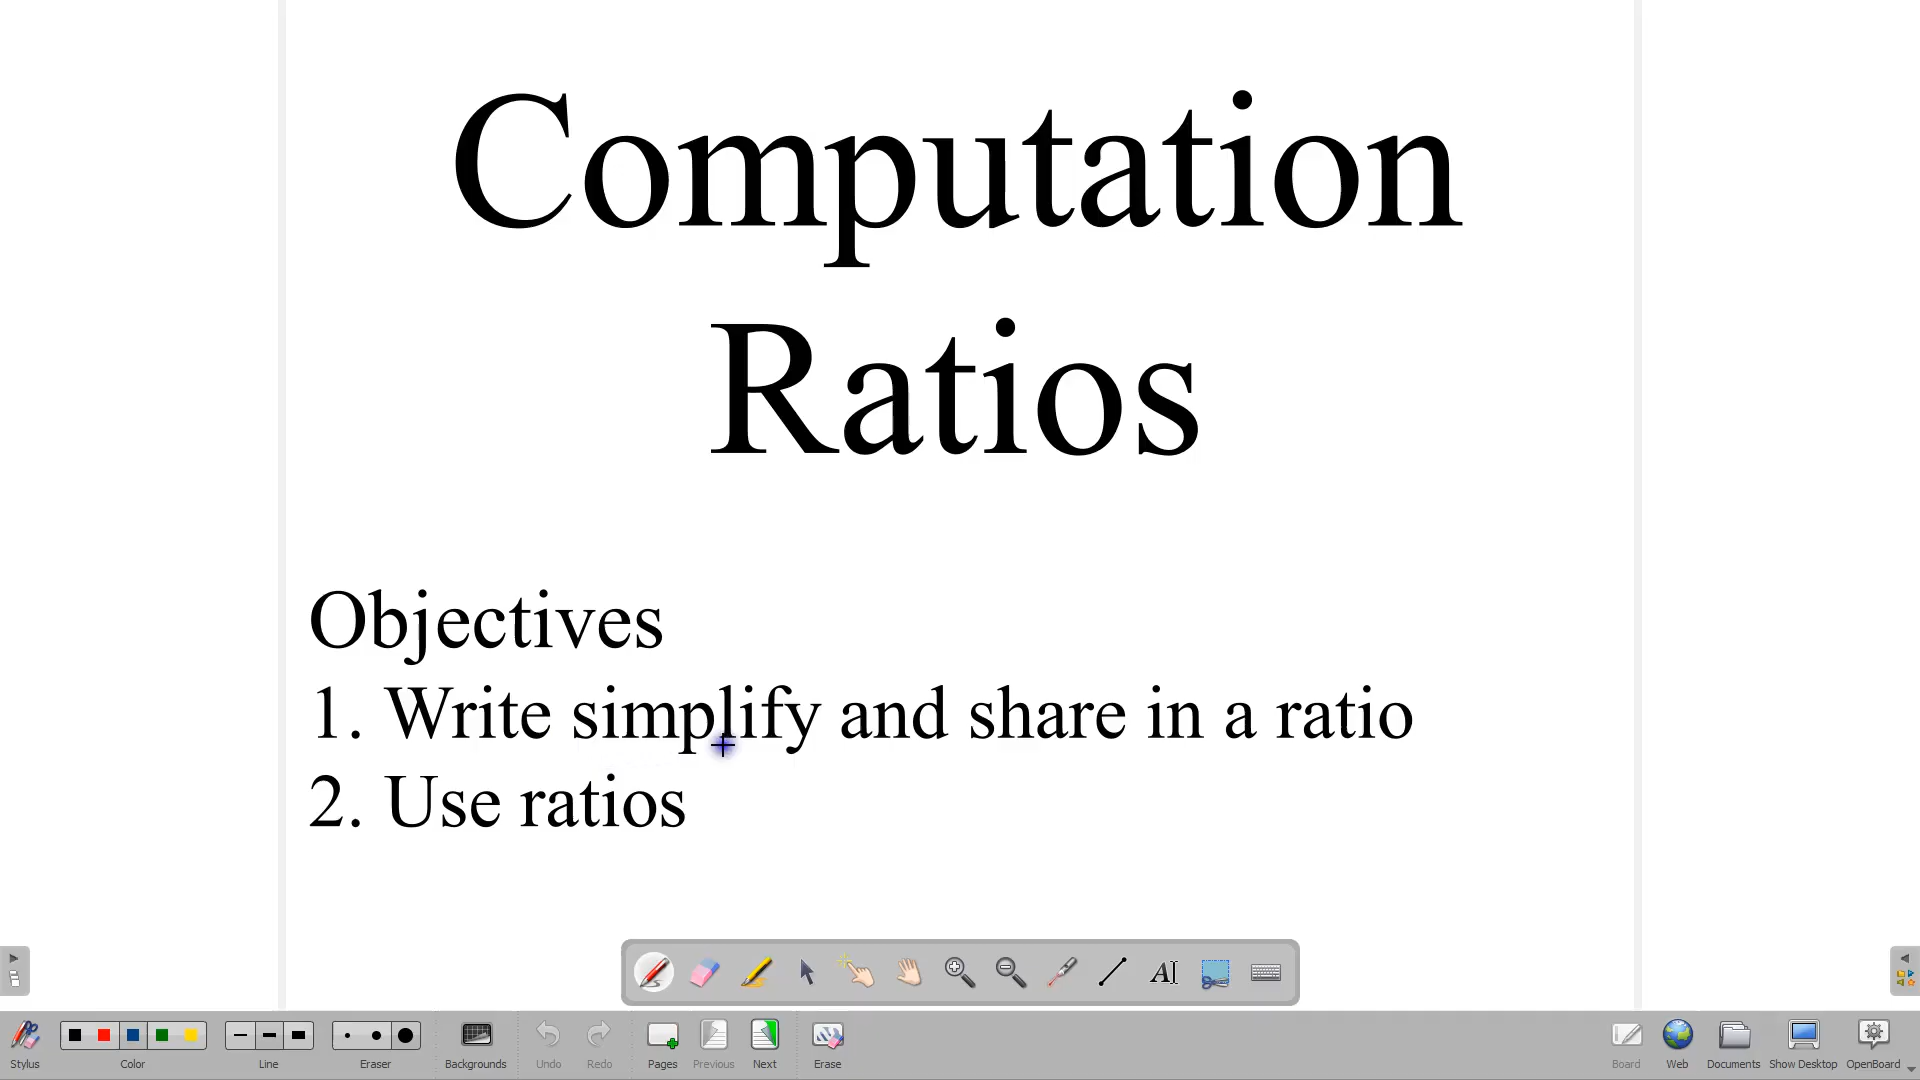 Computation
Ratios
Objectives
1. Write simplify and share in a ratio
2. Use ratios
AI
Stylus
Color
Line
Eraser
Backgrounds
Undo
Redo
Pages
Previous
Next
Erase
Board
Web
Documents
Show Desktop
OpenBoard